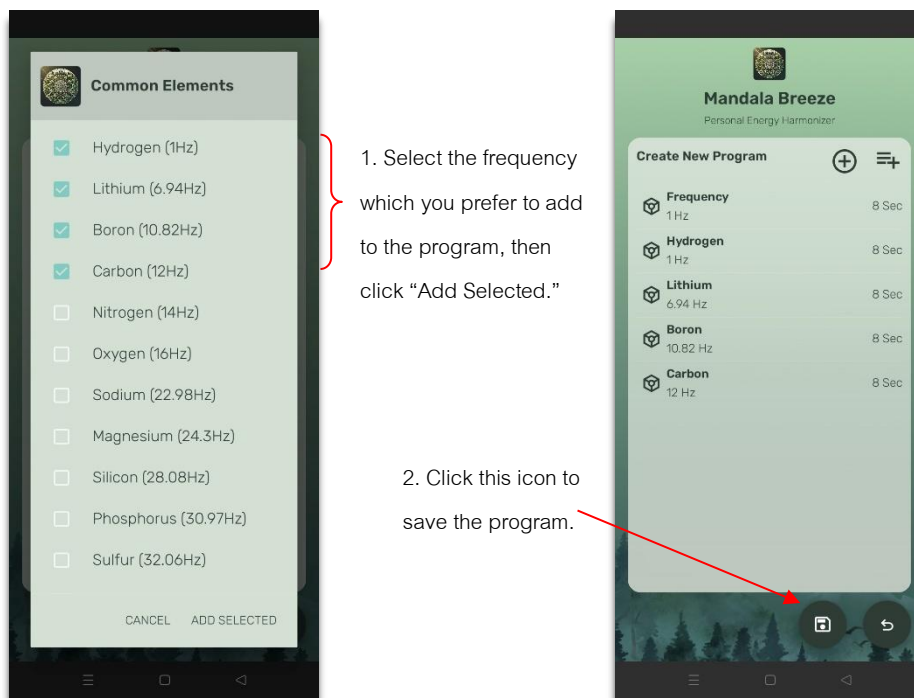 Common Elements
Hydrogen (1Hz)
Lithium (6.94Hz)
Boron (10.82Hz)
Carbon (12Hz)
Nitrogen (14Hz)
Oxygen (16Hz)
Sodium (22.98Hz)
Magnesium (24.3Hz)
Silicon (28.08Hz)
Phosphorus (30.97Hz)
Sulfur (32.06Hz)
CANCEL ADD SELECTED
1. Select the frequency
which you prefer to add
to the program, then
click “Add Selected.”
2. Click this icon to
save the program.
Mandala Breeze
Personal Energy Harmonizer
Create New Program
Frequency
1 Hz 8 Sec
Hydrogen
1 Hz 8 Sec
Lithium
6.94 Hz 8 Sec
Boron
10.82 Hz 8 Sec
Carbon
12 Hz 8 Sec